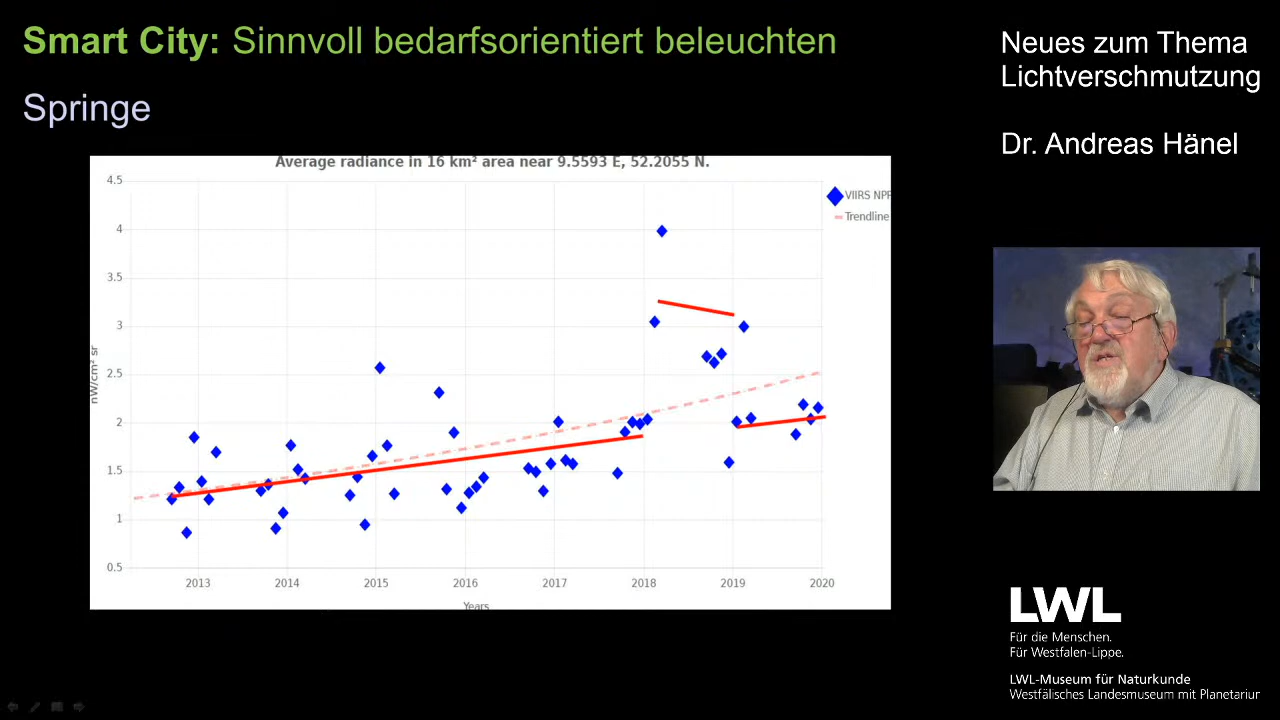 Smart City: Sinnvoll bedarfsorientiert beleuchten
Springe
Neues zum Thema
Lichtverschmutzung
Dr. Andreas Hänel
Average radiance in 16 km² area near 9.5593 E, 52.2055 N.
4.5
4
3.5
3
2.5
2
1.5
1
0.5
nW/cm² sr
2013 2014 2015 2016 2017 2018 2019 2020
Years
VIIRS NPP
Trendline
LWL
Für die Menschen.
Für Westfalen-Lippe.
LWL-Museum für Naturkunde
Westfälisches Landesmuseum mit Planetarium